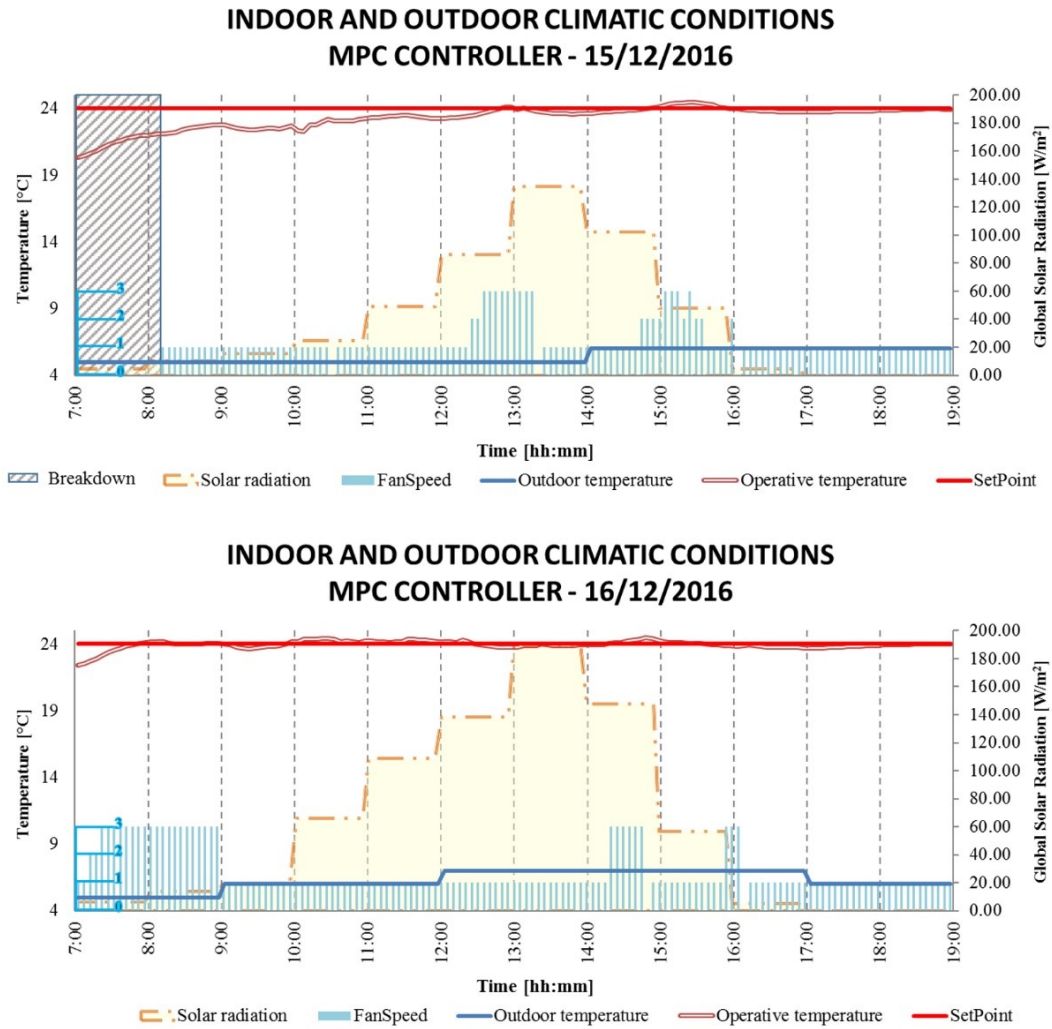 INDOOR AND OUTDOOR CLIMATIC CONDITIONS
MPC CONTROLLER - 15/12/2016
Temperature [°C]
24
19
14
9
4
3
2
1
0
200.00
180.00
160.00
140.00
120.00
100.00
80.00
60.00
40.00
20.00
0.00
Global Solar Radiation [W/m²]
7:00 8:00 9:00 10:00 11:00 12:00 13:00 14:00 15:00 16:00 17:00 18:00 19:00
Time [hh:mm]
Breakdown Solar radiation FanSpeed Outdoor temperature Operative temperature SetPoint
INDOOR AND OUTDOOR CLIMATIC CONDITIONS
MPC CONTROLLER - 16/12/2016
Temperature [°C]
24
19
14
9
4
3
2
1
0
200.00
180.00
160.00
140.00
120.00
100.00
80.00
60.00
40.00
20.00
0.00
Global Solar Radiation [W/m²]
7:00 8:00 9:00 10:00 11:00 12:00 13:00 14:00 15:00 16:00 17:00 18:00 19:00
Time [hh:mm]
Solar radiation FanSpeed Outdoor temperature Operative temperature SetPoint